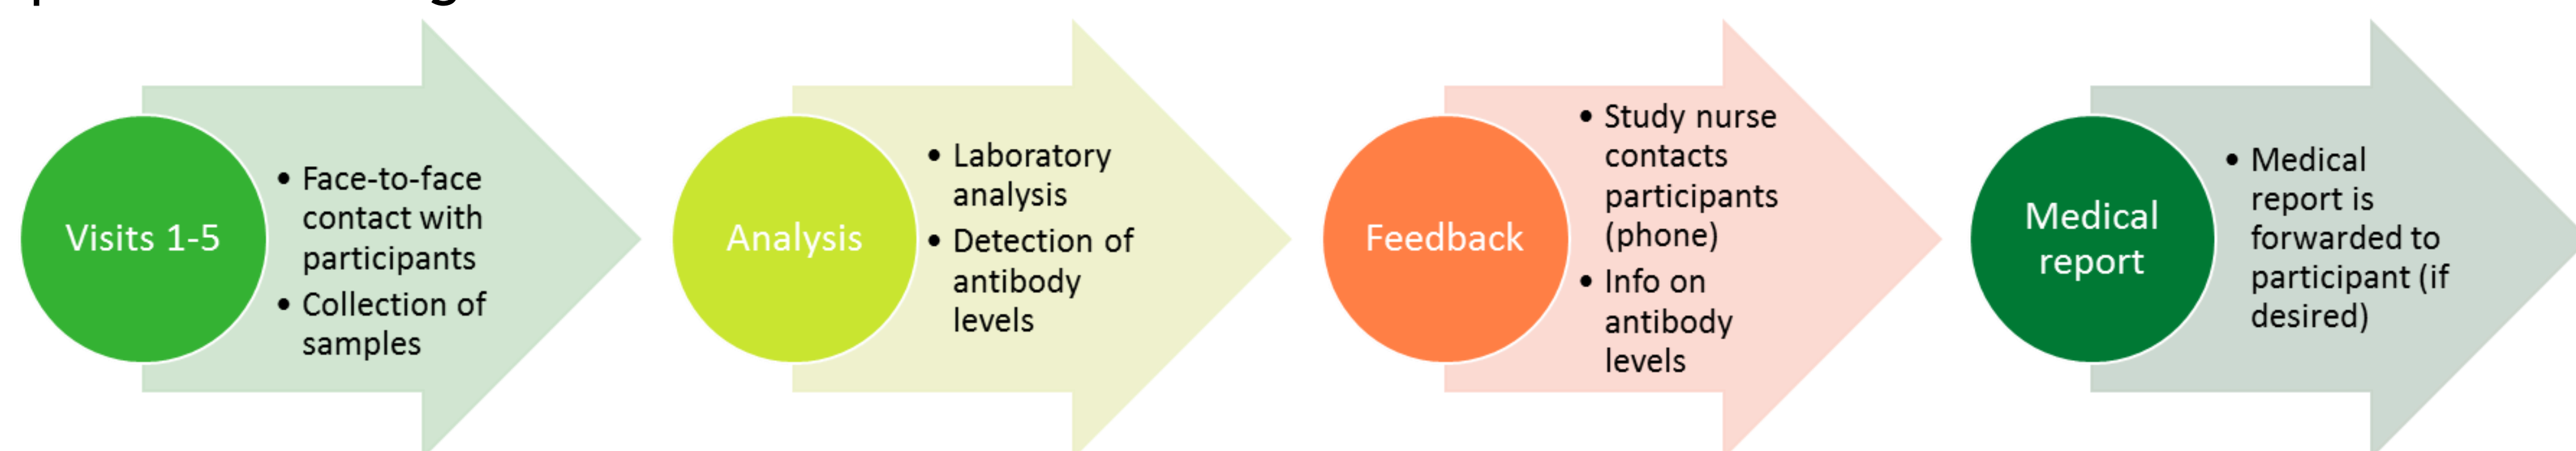 Visits 1-5
• Face-to-face
contact with
participants
• Collection of
samples
Analysis
• Laboratory
analysis
• Detection of
antibody
levels
Feedback
• Study nurse
contacts
participants
(phone)
• Info on
antibody
levels
Medical
report
• Medical
report is
forwarded to
participant (if
desired)